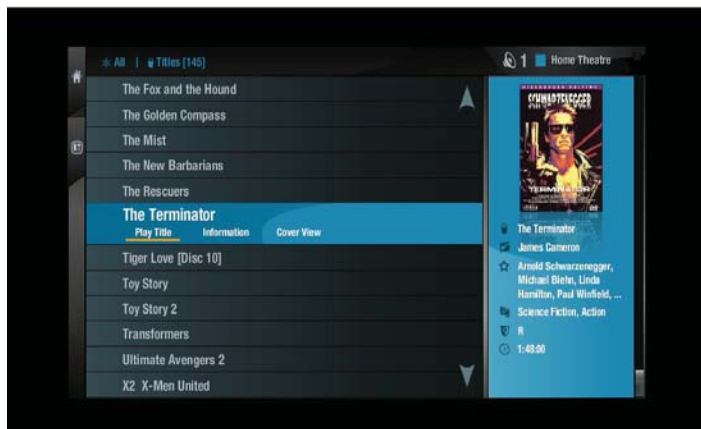 All | Titles [145]
1 Home Theatre
The Fox and the Hound
The Golden Compass
The Mist
The New Barbarians
The Rescuers
The Terminator
Play Title Information Cover View
Tiger Love [Disc 10]
Toy Story
Toy Story 2
Transformers
Ultimate Avengers 2
X2 X-Men United
SCHWARZENEGGER
TERMINATOR
The Terminator
James Cameron
Arnold Schwarzenegger,
Michael Biehn, Linda
Hamilton, Paul Winfield, ...
Science Fiction, Action
R
1:48:00